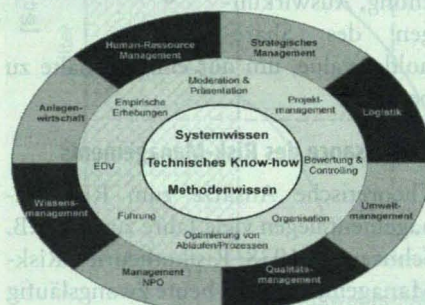 Human-Ressource
Management
Strategisches
Management
Logistik
Umwelt-
management
Qualitäts-
management
Management
NPO
Wissens-
management
Anlagen-
wirtschaft
Moderation &
Präsentation
Projekt-
management
Bewertung &
Controlling
Organisation
Optimierung von
Abläufen/Prozessen
Führung
EDV
Empirische
Erhebungen
Systemwissen
Technisches Know-how
Methodenwissen